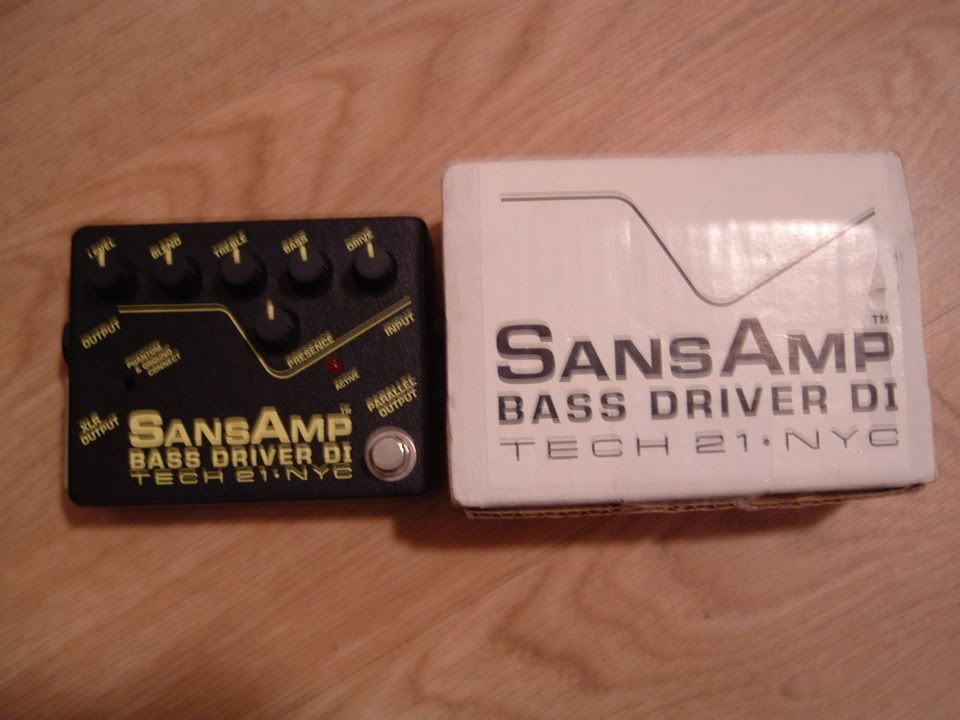 LEVEL
BLEND
TREBLE
BASS
DRIVE
OUTPUT
PHANTOM
& GROUND
CONNECT
PRESENCE
INPUT
ACTIVE
XLR
OUTPUT
PARALLEL
OUTPUT
SANSAMP™
BASS DRIVER DI
TECH 21•NYC
SANSAMP™
BASS DRIVER DI
TECH 21•NYC